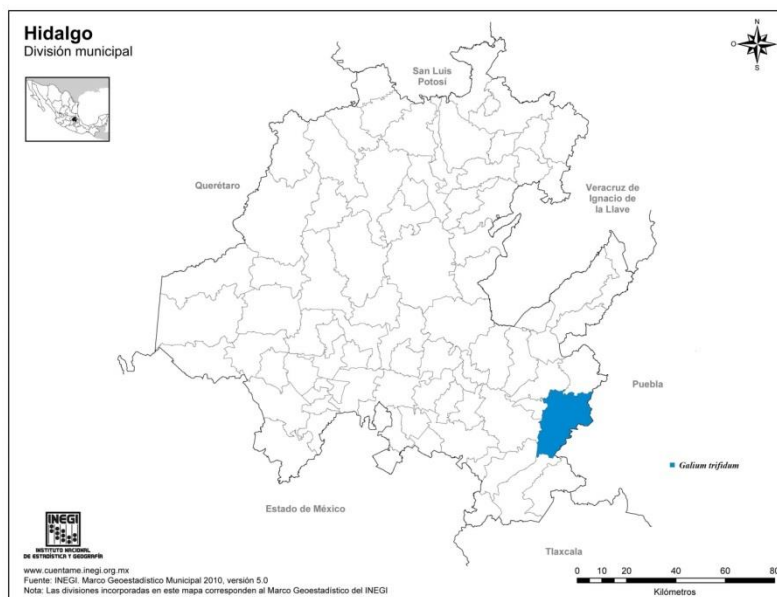 Hidalgo
División municipal
N
O
E
S
San Luis
Potosí
Querétaro
Veracruz de
Ignacio de
la Llave
Puebla
Galium trifidum
Estado de México
Tlaxcala
INEGI
INSTITUTO NACIONAL
DE ESTADÍSTICA Y GEOGRAFÍA
www.cuentame.inegi.org.mx
Fuente: INEGI. Marco Geoestadístico Municipal 2010, versión 5.0
Nota: Las divisiones incorporadas en este mapa corresponden al Marco Geoestadístico del INEGI
0 10 20 40 60 80
Kilómetros